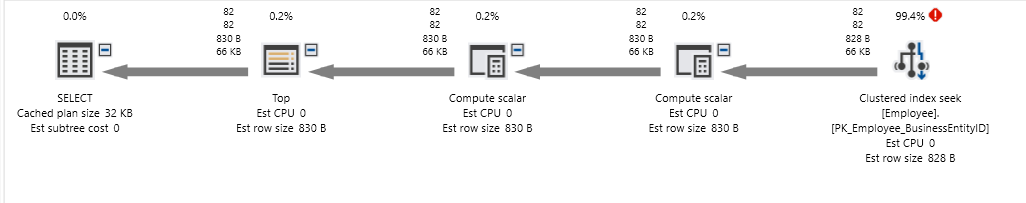 0.0%
82
82
830 B
66 KB
0.2%
82
82
830 B
66 KB
0.2%
82
82
830 B
66 KB
0.2%
82
82
828 B
66 KB
99.4%
SELECT
Cached plan size 32 KB
Est subtree cost 0
Top
Est CPU 0
Est row size 830 B
Compute scalar
Est CPU 0
Est row size 830 B
Compute scalar
Est CPU 0
Est row size 830 B
Clustered index seek
[Employee].
[PK_Employee_BusinessEntityID]
Est CPU 0
Est row size 828 B